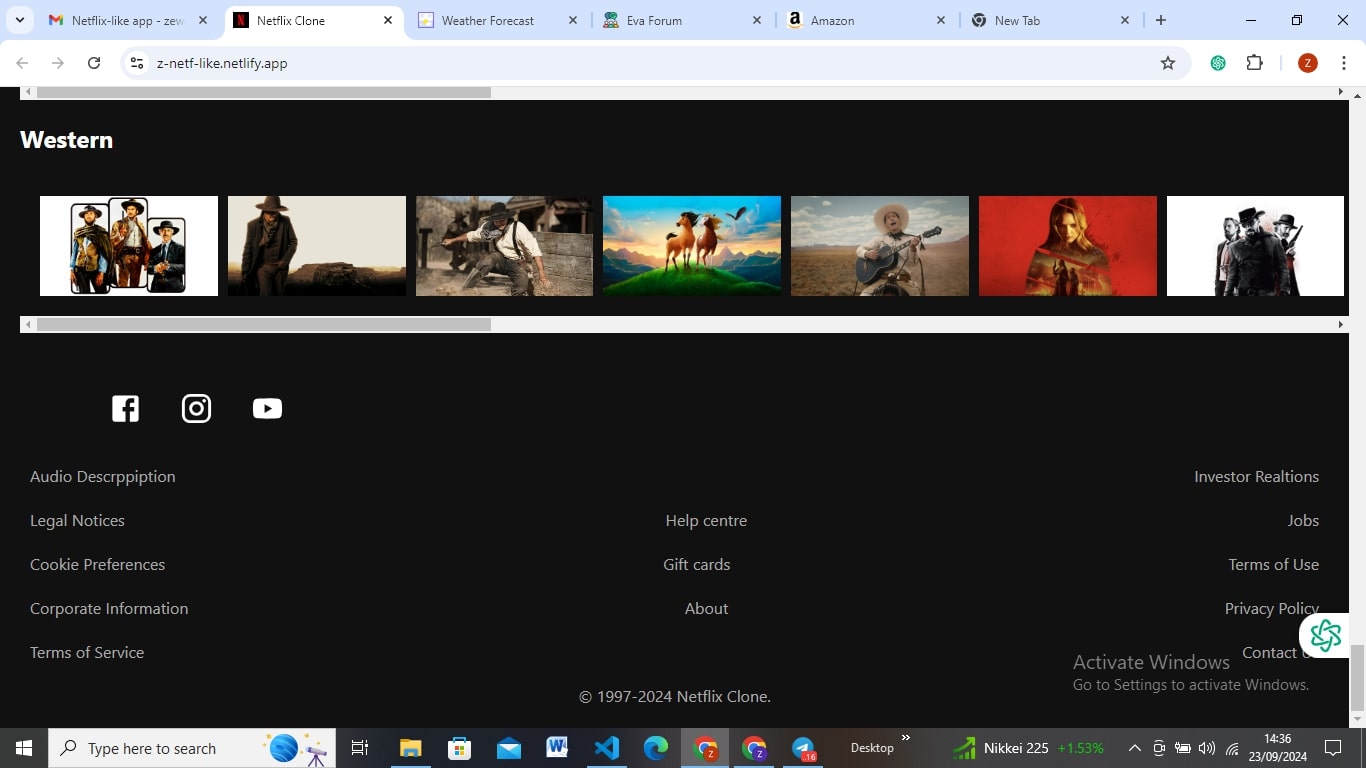 Netflix-like app - zew
Netflix Clone
Weather Forecast
Eva Forum
Amazon
New Tab
z-netf-like.netlify.app
Z
Western
Audio Descrppiption
Investor Realtions
Legal Notices
Help centre
Jobs
Cookie Preferences
Gift cards
Terms of Use
Corporate Information
About
Privacy Policy
Terms of Service
Contact
Activate Windows
Go to Settings to activate Windows.
© 1997-2024 Netflix Clone.
Type here to search
Desktop
Nikkei 225 +1.53%
14:36
23/09/2024